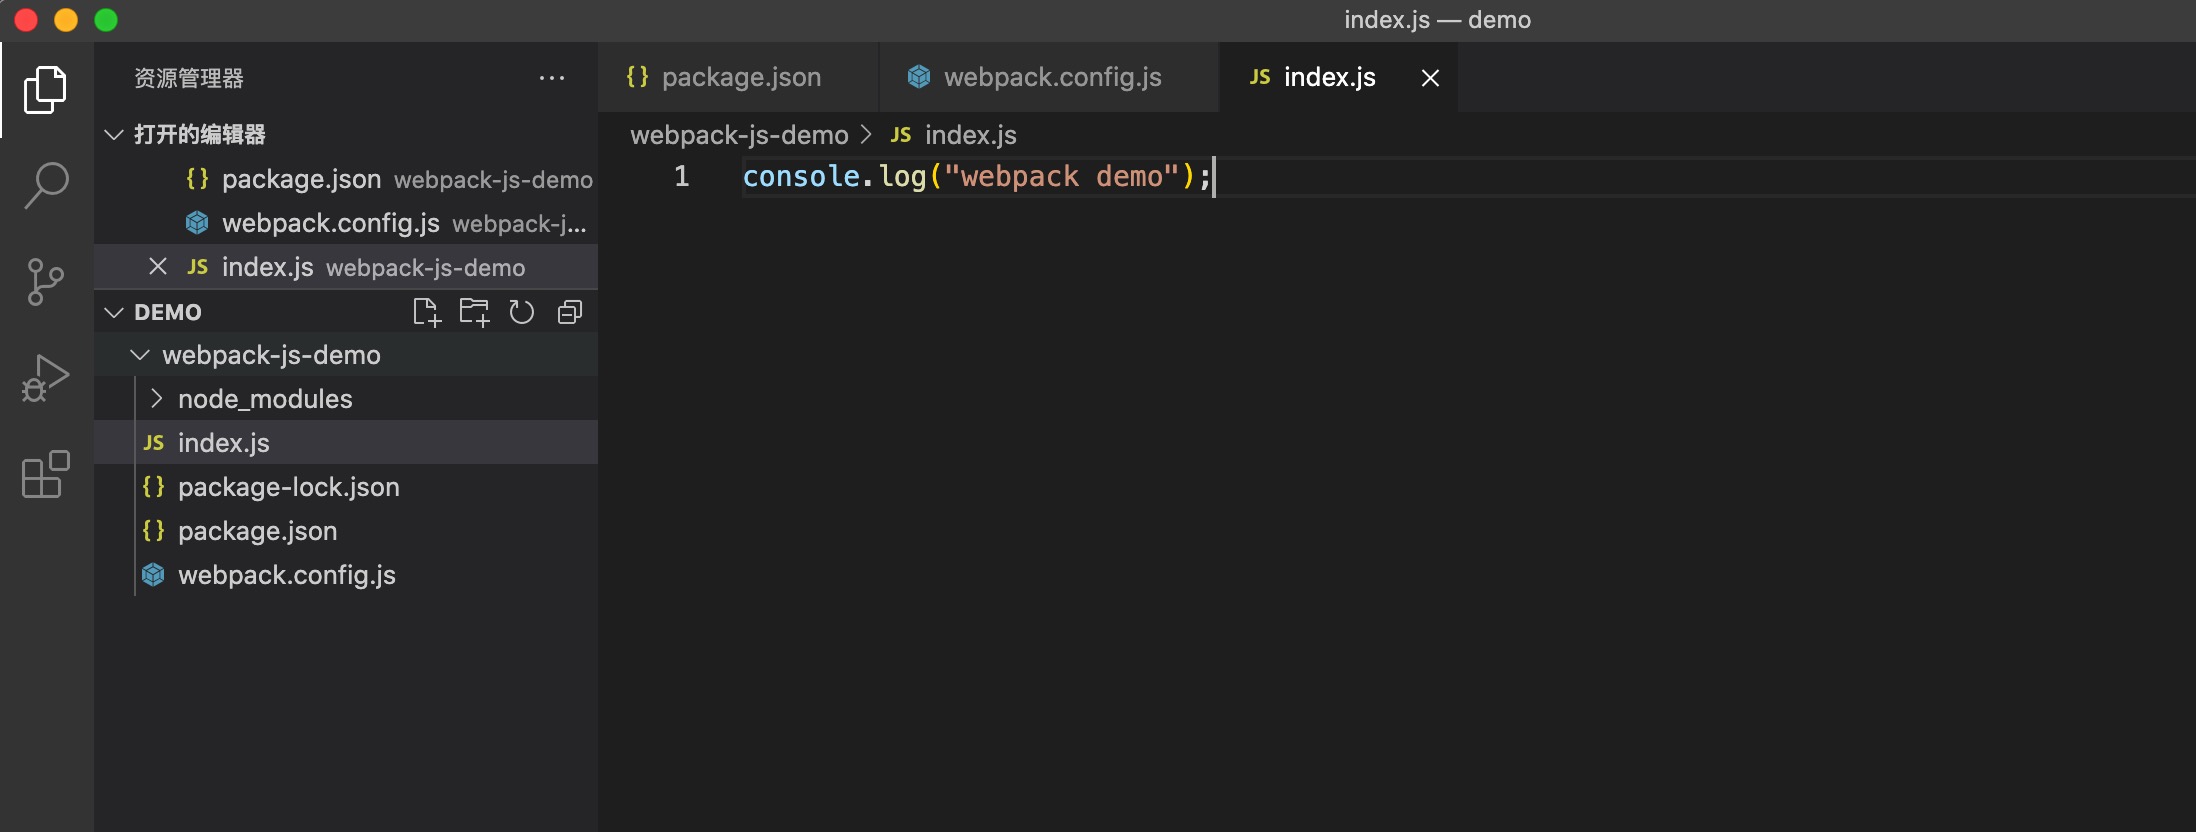 index.js — demo
资源管理器 ···
打开的编辑器
{} package.json webpack-js-demo
webpack.config.js webpack-j...
JS index.js webpack-js-demo
DEMO
webpack-js-demo
node_modules
JS index.js
{} package-lock.json
{} package.json
webpack.config.js
{} package.json webpack.config.js JS index.js
webpack-js-demo > JS index.js
1 console.log("webpack demo");